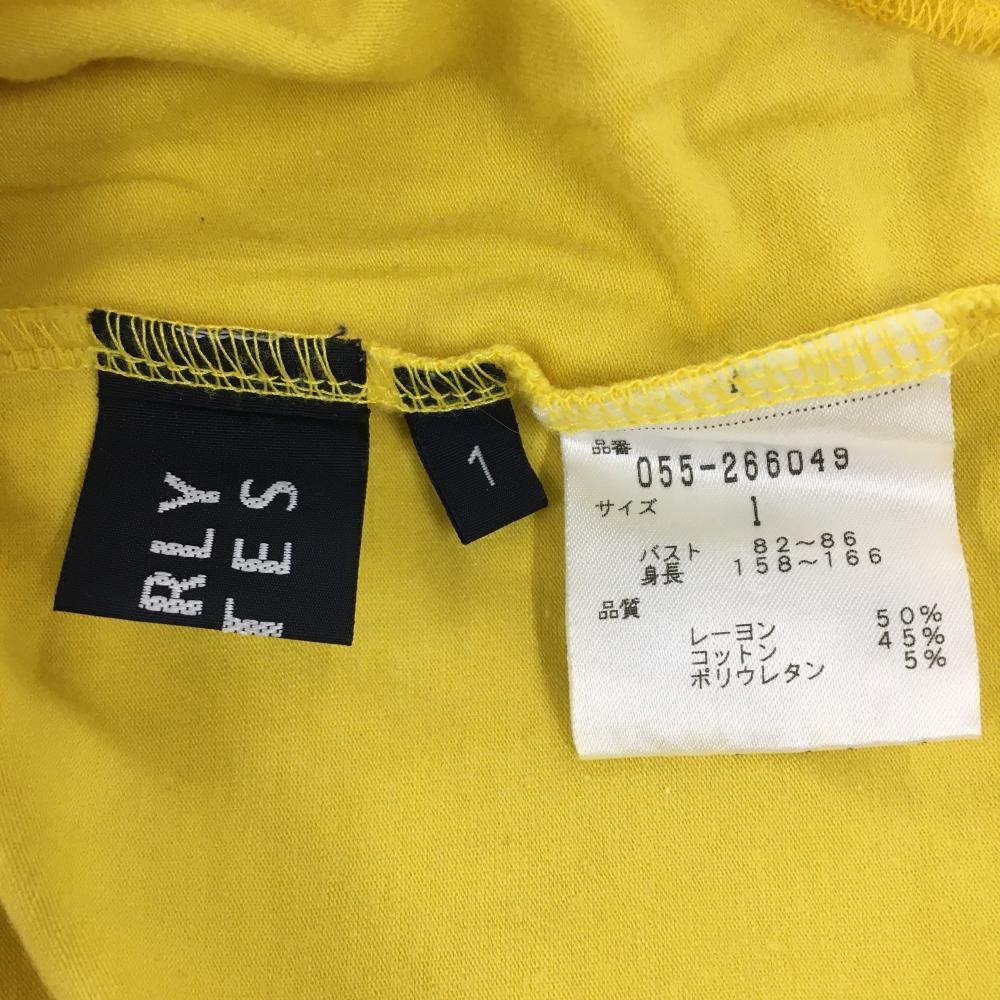 RLY
TES
1
品番
055-266049
サイズ 1
バスト 82～86
身長 158～166
品質
レーヨン 50%
コットン 45%
ポリウレタン 5%